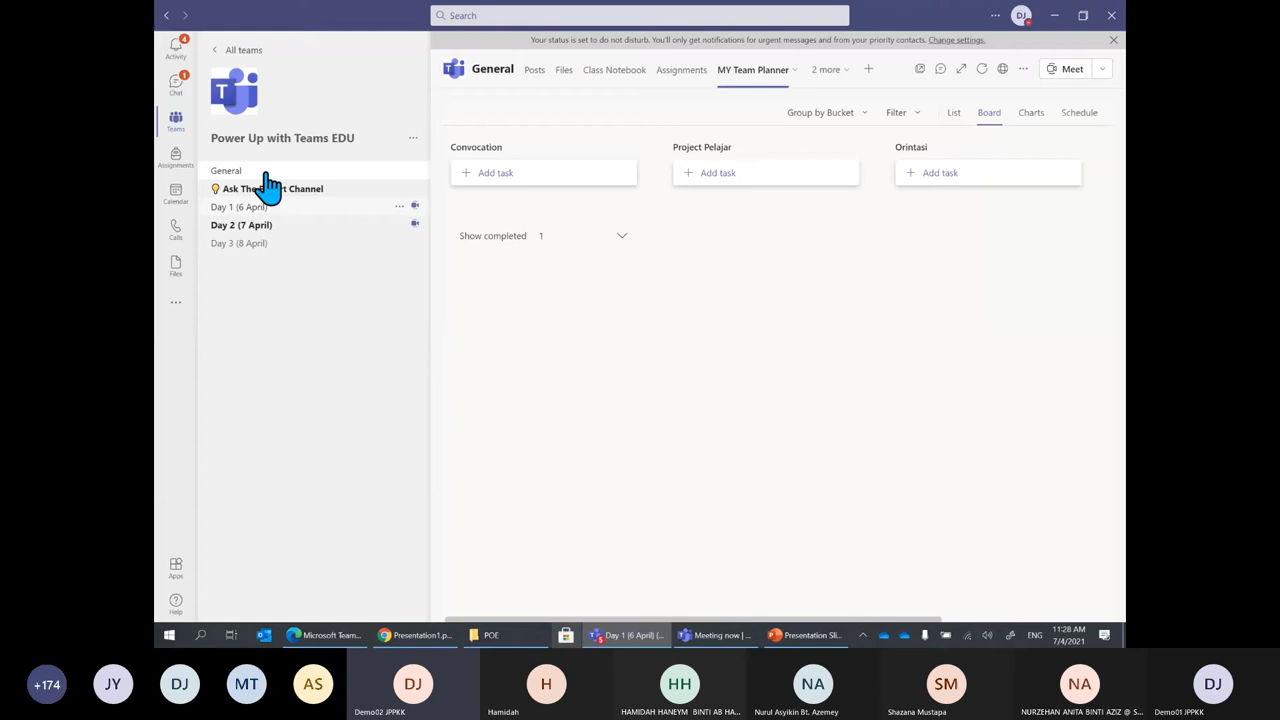 Search
DJ
Your status is set to do not disturb. You'll only get notifications for urgent messages and from your priority contacts. Change settings.
4
Activity
1
Chat
Teams
Assignments
Calendar
Calls
Files
Apps
Help
All teams
T
Power Up with Teams EDU
General
Ask The Channel
Day 1 (6 April)
Day 2 (7 April)
Day 3 (8 April)
General
Posts
Files
Class Notebook
Assignments
MY Team Planner
2 more
Meet
Group by Bucket
Filter
List
Board
Charts
Schedule
Convocation
Project Pelajar
Orintasi
Add task
Add task
Add task
Show completed 1
Microsoft Team...
Presentation1.p...
POE
Day 1 (6 April) (...
Meeting now | ...
Presentation Sli...
ENG
11:28 AM
7/4/2021
+174
JY
DJ
MT
AS
DJ
Demo02 JPPKK
H
Hamidah
HH
HAMIDAH HANEYM BINTI AB HA...
NA
Nurul Asyikin Bt. Azemey
SM
Shazana Mustapa
NA
NURZEHAN ANITA BINTI AZIZ @ S...
DJ
Demo01 JPPKK